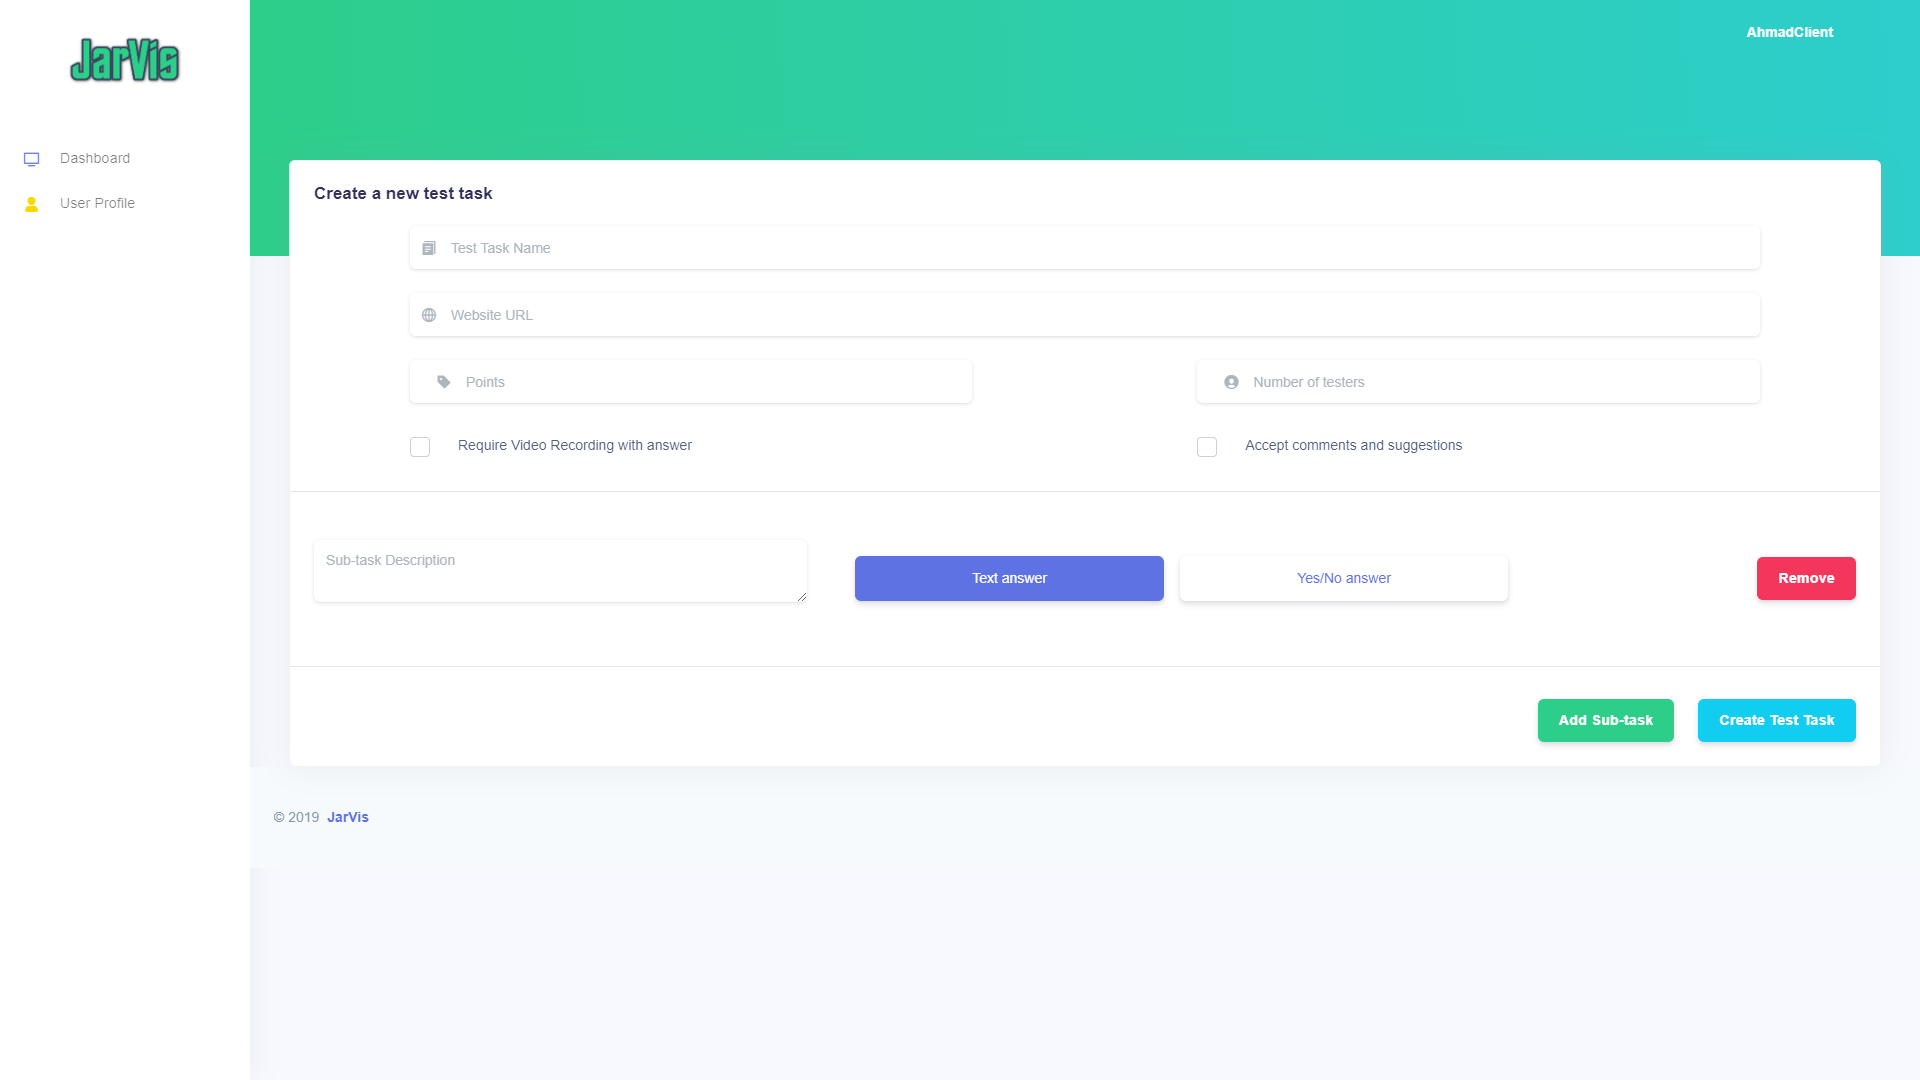 JarVis
AhmadClient
Dashboard
User Profile
Create a new test task
Test Task Name
Website URL
Points
Number of testers
Require Video Recording with answer
Accept comments and suggestions
Sub-task Description
Text answer
Yes/No answer
Remove
Add Sub-task
Create Test Task
© 2019 JarVis